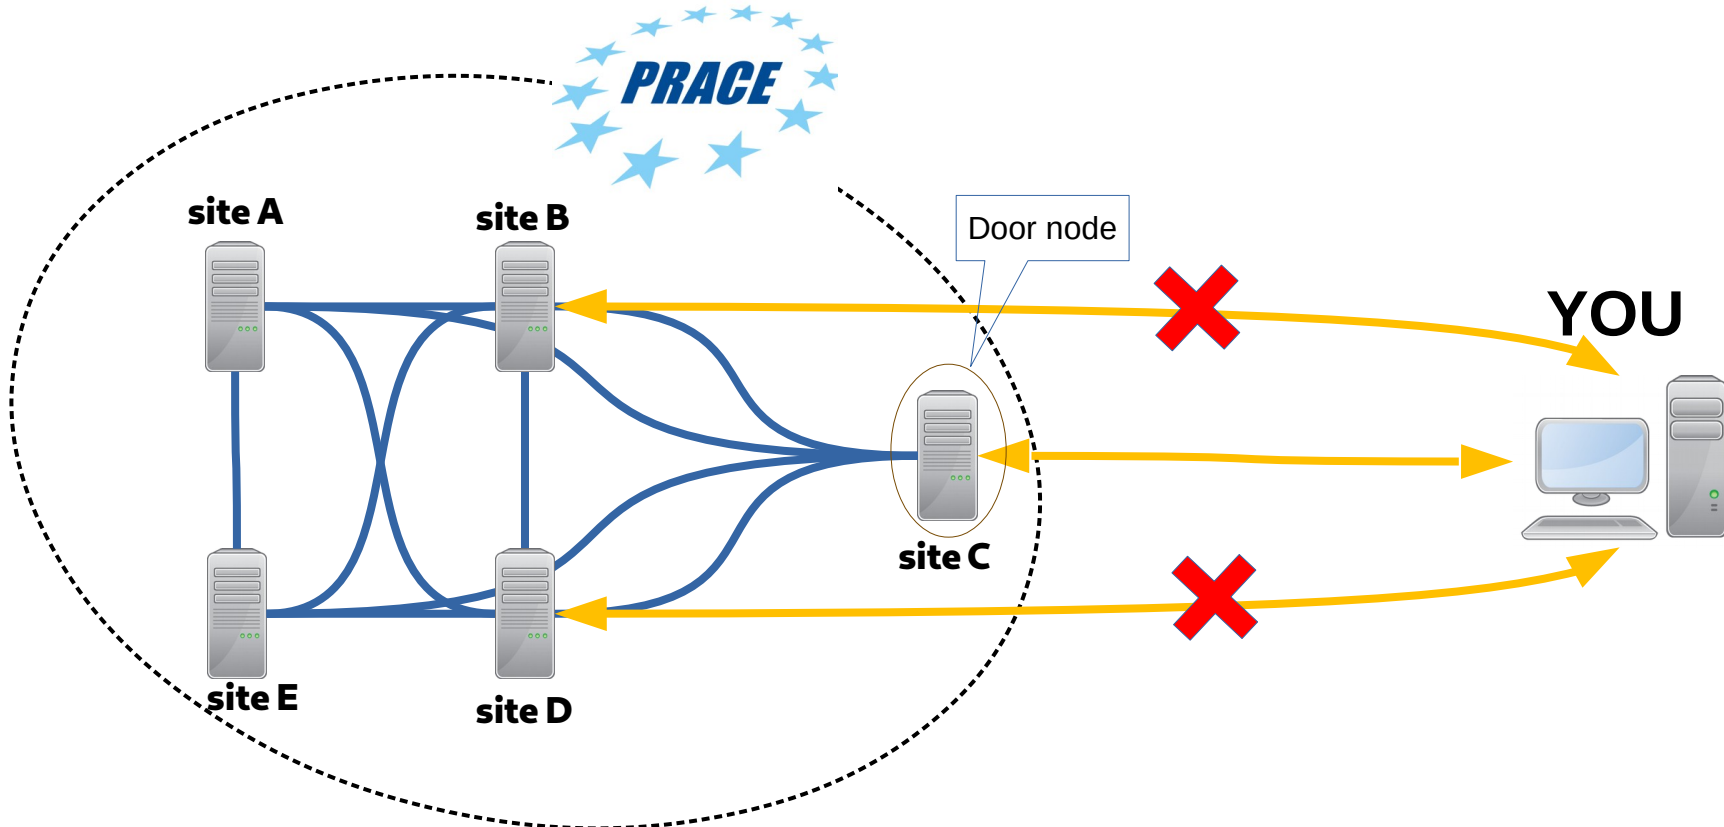 PRACE
site A
site B
Door node
YOU
site C
site E
site D